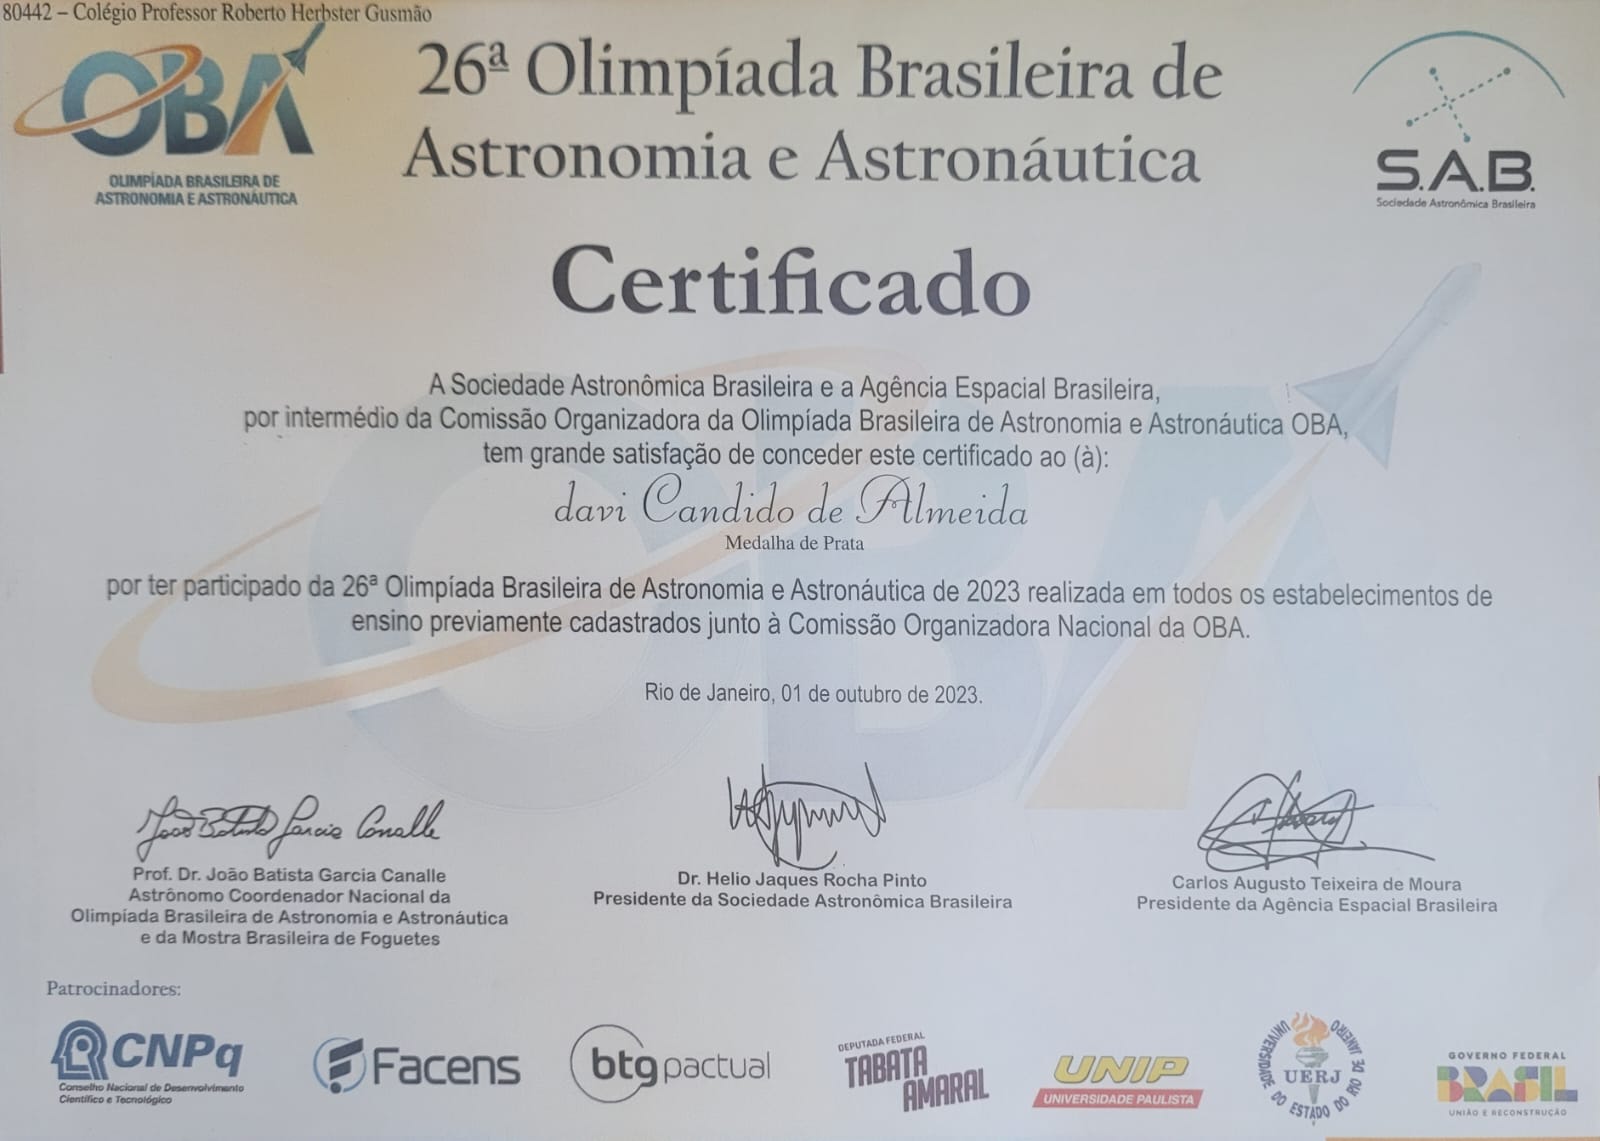 80442 – Colégio Professor Roberto Herbster Gusmão
OBA
OLIMPÍADA BRASILEIRA DE
ASTRONOMIA E ASTRONÁUTICA
26ª Olimpíada Brasileira de
Astronomia e Astronáutica
S.A.B.
Sociedade Astronômica Brasileira
Certificado
A Sociedade Astronômica Brasileira e a Agência Espacial Brasileira,
por intermédio da Comissão Organizadora da Olimpíada Brasileira de Astronomia e Astronáutica OBA,
tem grande satisfação de conceder este certificado ao (à):
davi Candido de Almeida
Medalha de Prata
por ter participado da 26ª Olimpíada Brasileira de Astronomia e Astronáutica de 2023 realizada em todos os estabelecimentos de
ensino previamente cadastrados junto à Comissão Organizadora Nacional da OBA.
Rio de Janeiro, 01 de outubro de 2023.
João Batista Garcia Canalle
Prof. Dr. João Batista Garcia Canalle
Astrônomo Coordenador Nacional da
Olimpíada Brasileira de Astronomia e Astronáutica
e da Mostra Brasileira de Foguetes
Dr. Helio Jaques Rocha Pinto
Presidente da Sociedade Astronômica Brasileira
Carlos Augusto Teixeira de Moura
Presidente da Agência Espacial Brasileira
Patrocinadores:
CNPq
Conselho Nacional de Desenvolvimento
Científico e Tecnológico
Facens
btg pactual
DEPUTADA FEDERAL
TABATA
AMARAL
UNIP
UNIVERSIDADE PAULISTA
UERJ
UNIVERSIDADE DO ESTADO DO RIO DE JANEIRO
GOVERNO FEDERAL
BRASIL
UNIÃO E RECONSTRUÇÃO